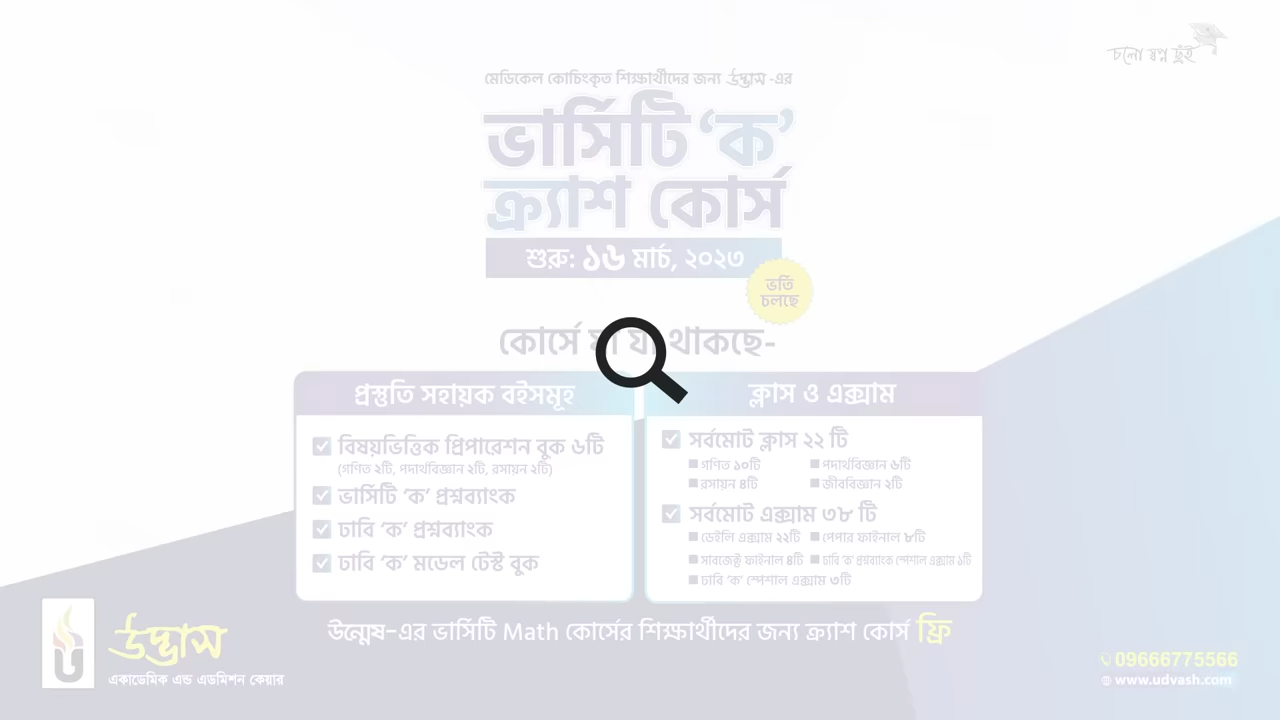 চলো স্বপ্ন ছুঁই
মেডিকেল কোচিংকৃত শিক্ষার্থীদের জন্য উদ্ভাস -এর
ভার্সিটি ‘ক’
ক্র্যাশ কোর্স
শুরু: ১৬ মার্চ, ২০২৩
ভর্তি
চলছে
কোর্সে যা যা থাকছে-
প্রস্তুতি সহায়ক বইসমূহ
বিষয়ভিত্তিক প্রিপারেশন বুক ৬টি
(গণিত ২টি, পদার্থবিজ্ঞান ২টি, রসায়ন ২টি)
ভার্সিটি ‘ক’ প্রশ্নব্যাংক
ঢাবি ‘ক’ প্রশ্নব্যাংক
ঢাবি ‘ক’ মডেল টেস্ট বুক
ক্লাস ও এক্সাম
সর্বমোট ক্লাস ২২ টি
গণিত ১০টি পদার্থবিজ্ঞান ৬টি
রসায়ন ৪টি জীববিজ্ঞান ২টি
সর্বমোট এক্সাম ৩৮ টি
ডেইলি এক্সাম ২২টি পেপার ফাইনাল ৮টি
সাবজেক্ট ফাইনাল ৪টি ঢাবি ‘ক’ প্রশ্নব্যাংক স্পেশাল এক্সাম ১টি
ঢাবি ‘ক’ স্পেশাল এক্সাম ৩টি
উন্মেষ-এর ভার্সিটি Math কোর্সের শিক্ষার্থীদের জন্য ক্র্যাশ কোর্স ফ্রি
উদ্ভাস
একাডেমিক এন্ড এডমিশন কেয়ার
09666775566
www.udvash.com